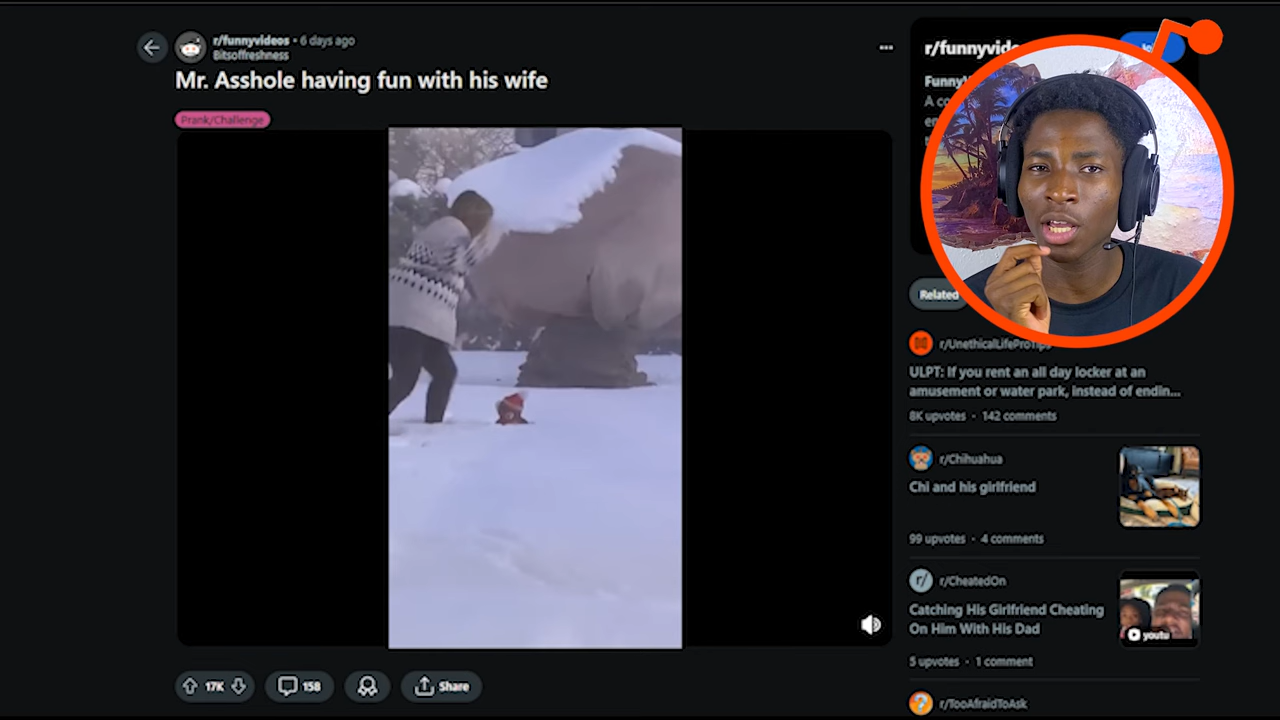 r/funnyvideos • 6 days ago
Bitsoffreshness
Mr. Asshole having fun with his wife
Prank/Challenge
17K
158
Share
r/funnyvide
Related
r/UnethicalLifeProTips
ULPT: If you rent an all day locker at an
amusement or water park, instead of endin...
8K upvotes · 142 comments
r/Chihuahua
Chi and his girlfriend
99 upvotes · 4 comments
r/
r/CheatedOn
Catching His Girlfriend Cheating
On Him With His Dad
youtu
5 upvotes · 1 comment
r/TooAfraidToAsk